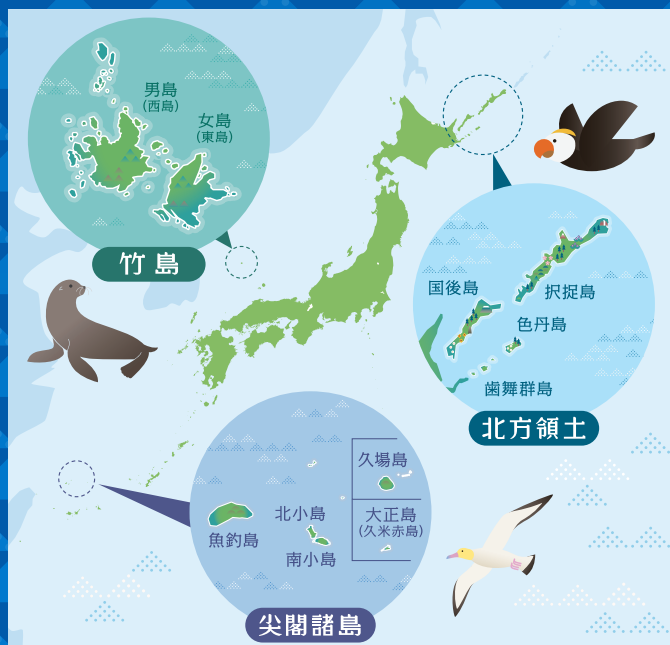 男島
(西島)
女島
(東島)
竹島
国後島
択捉島
色丹島
歯舞群島
北方領土
久場島
北小島
大正島
(久米赤島)
魚釣島
南小島
尖閣諸島